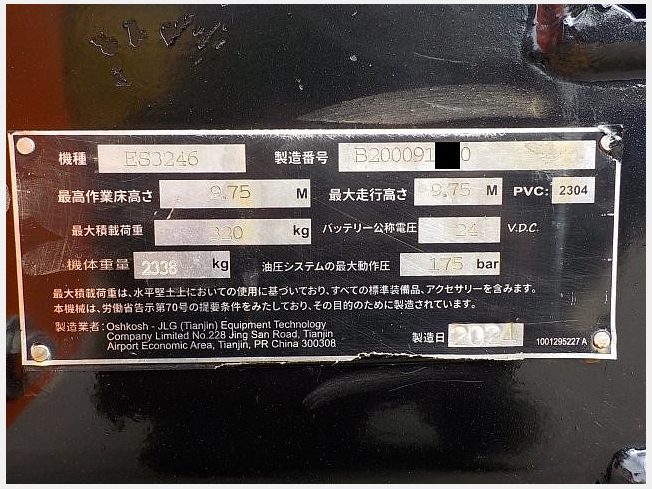 機種 ES3246 製造番号 B200091 0
最高作業床高さ 9.75 M 最大走行高さ 9.75 M PVC: 2304
最大積載荷重 320 kg バッテリー公称電圧 24 V.D.C.
機体重量 2338 kg 油圧システムの最大動作圧 175 bar
最大積載荷重は、水平堅土上においての使用に基づいており、すべての標準装備品、アクセサリーを含みます。
本機械は、労働省告示第70号の提要条件をみたしており、その目的のために製造されています。
製造業者: Oshkosh - JLG (Tianjin) Equipment Technology
Company Limited No.228 Jing San Road, Tianjin
Airport Economic Area, Tianjin, PR China 300308
製造日 2024
1001295227 A